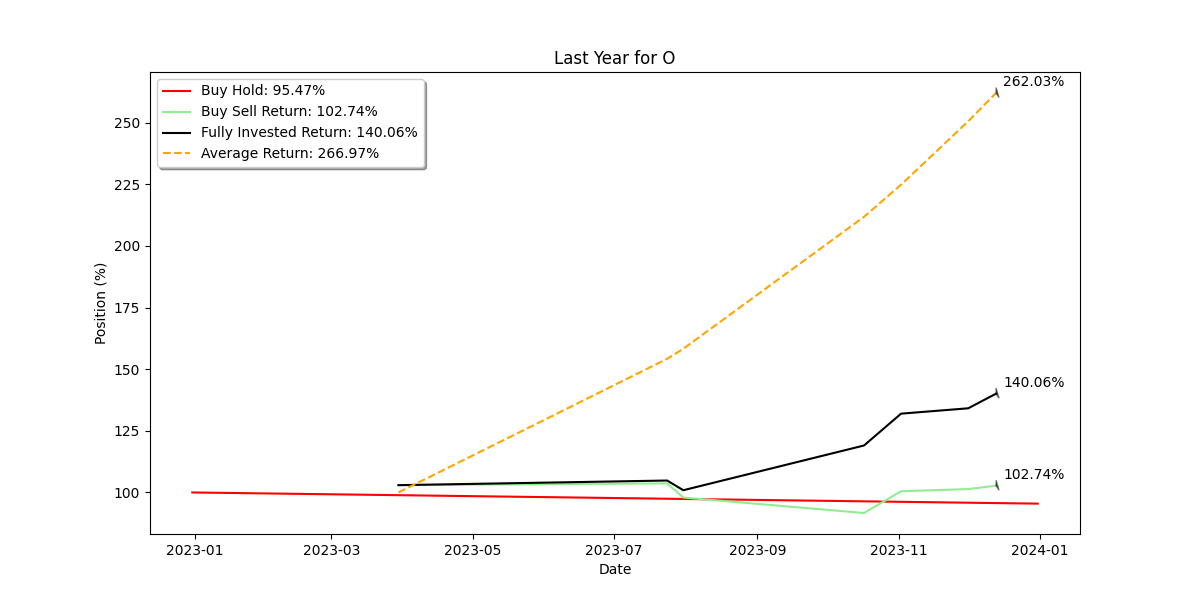 Last Year for O
Buy Hold: 95.47%
Buy Sell Return: 102.74%
Fully Invested Return: 140.06%
Average Return: 266.97%
262.03%
140.06%
102.74%
Position (%)
250
225
200
175
150
125
100
2023-01
2023-03
2023-05
2023-07
2023-09
2023-11
2024-01
Date